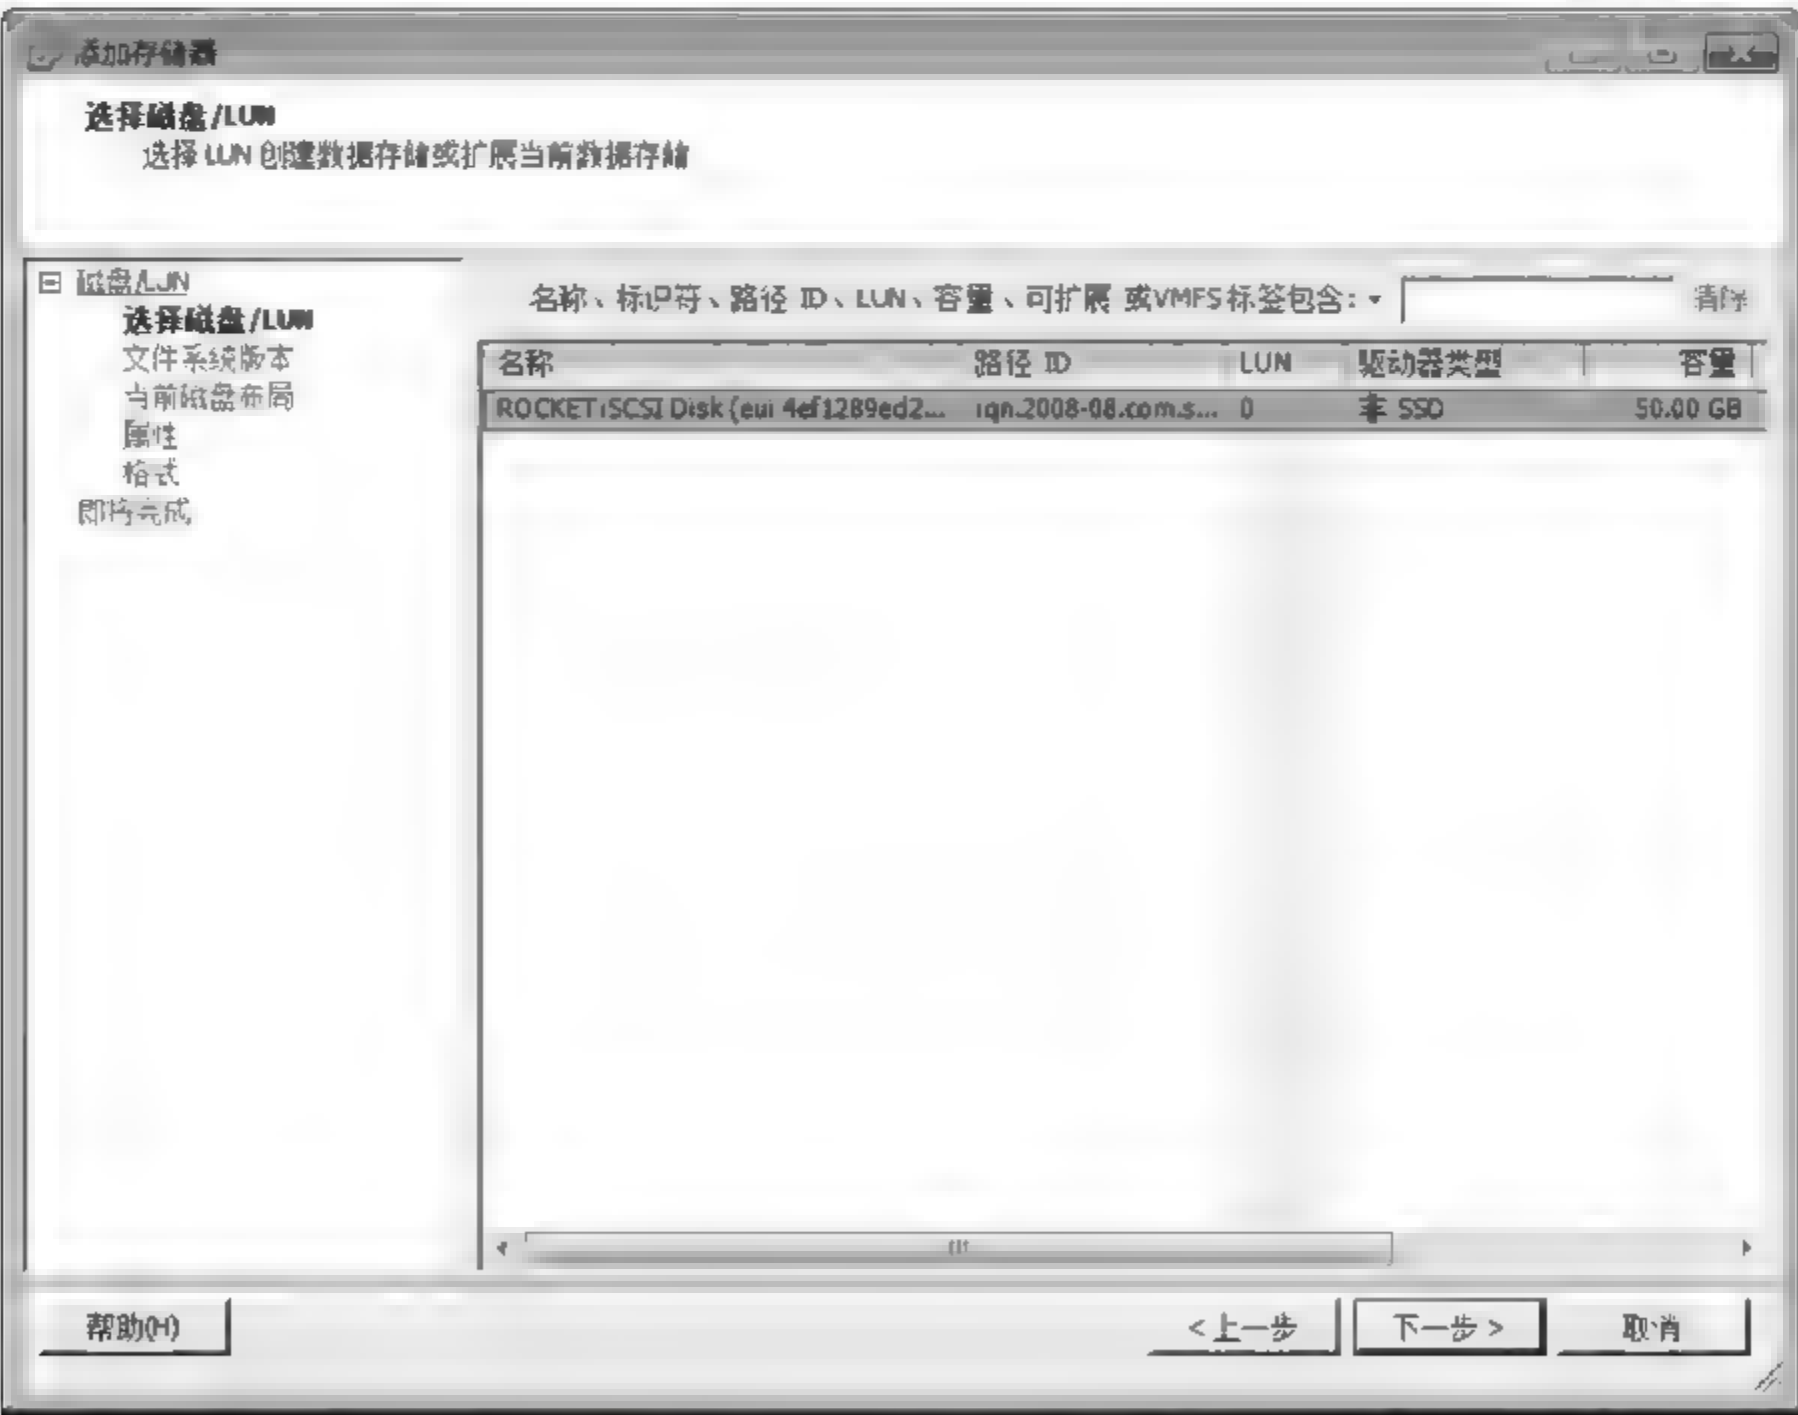 添加存储器
选择磁盘/LUN
选择 LUN 创建数据存储或扩展当前数据存储
磁盘/LUN
选择磁盘/LUN
文件系统版本
当前磁盘布局
属性
格式
即将完成
名称、标识符、路径 ID、LUN、容量、可扩展 或VMFS标签包含: 清除
名称 路径 ID LUN 驱动器类型 容量
ROCKET iSCSI Disk (eui.4ef1289ed2... iqn.2008-08.com.s... 0 非 SSD 50.00 GB
帮助(H) < 上一步 下一步 > 取消